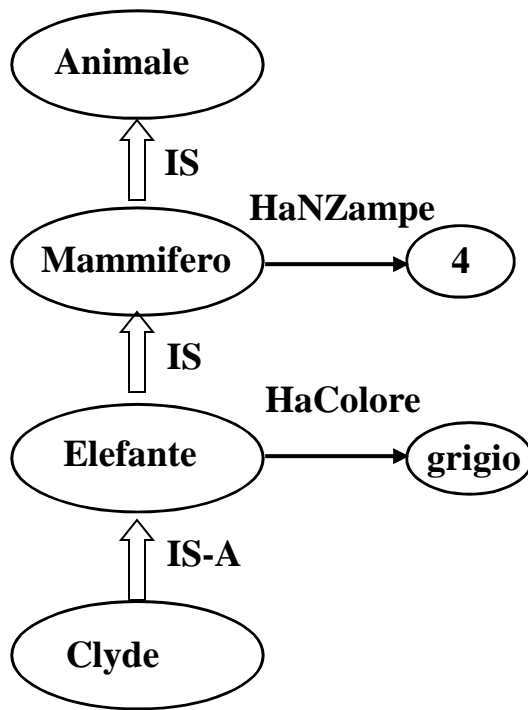 Animale
IS
HaNZampe
Mammifero
4
IS
HaColore
Elefante
grigio
IS-A
Clyde